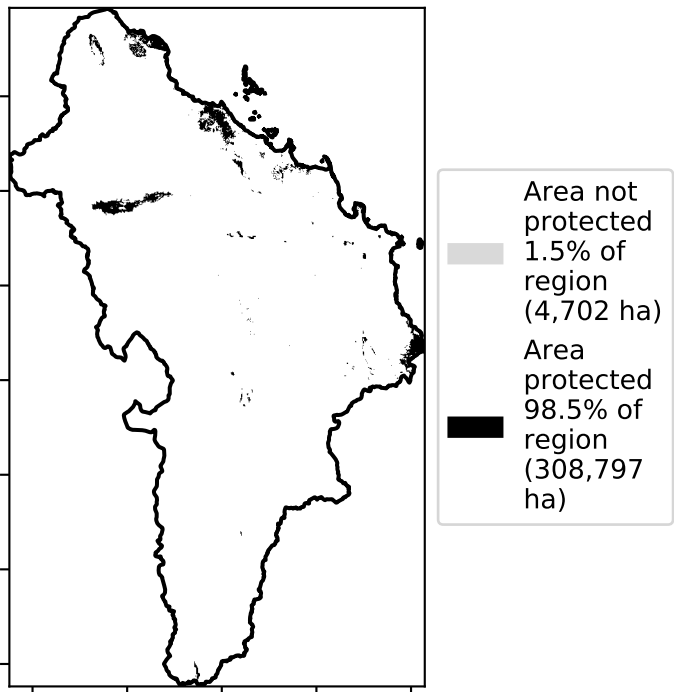 Area not
protected
1.5% of
region
(4,702 ha)
Area
protected
98.5% of
region
(308,797
ha)